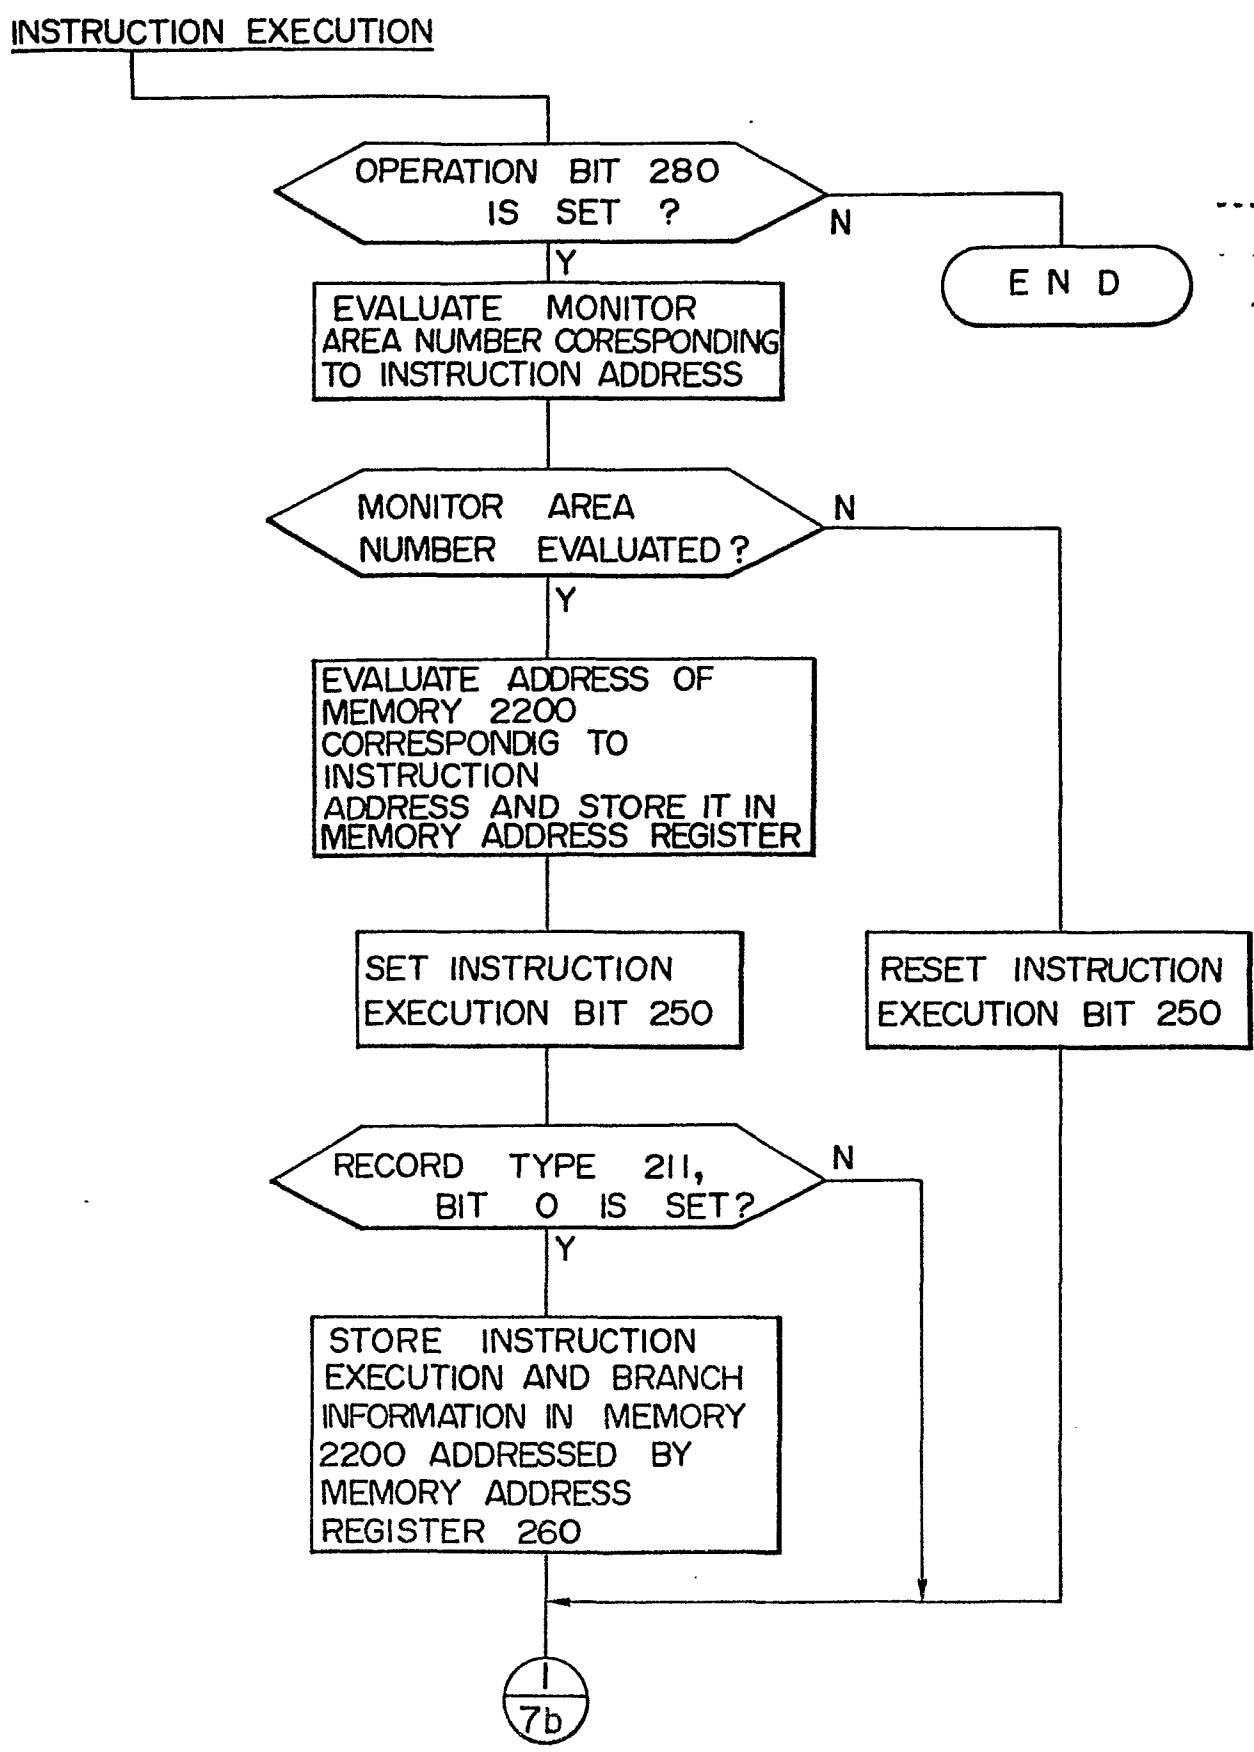 INSTRUCTION EXECUTION
OPERATION BIT 280
IS SET ?
N
Y
E N D
EVALUATE MONITOR
AREA NUMBER CORESPONDING
TO INSTRUCTION ADDRESS
MONITOR AREA
NUMBER EVALUATED?
N
Y
EVALUATE ADDRESS OF
MEMORY 2200
CORRESPONDIG TO
INSTRUCTION
ADDRESS AND STORE IT IN
MEMORY ADDRESS REGISTER
SET INSTRUCTION
EXECUTION BIT 250
RESET INSTRUCTION
EXECUTION BIT 250
RECORD TYPE 211,
BIT 0 IS SET?
N
Y
STORE INSTRUCTION
EXECUTION AND BRANCH
INFORMATION IN MEMORY
2200 ADDRESSED BY
MEMORY ADDRESS
REGISTER 260
1
7b